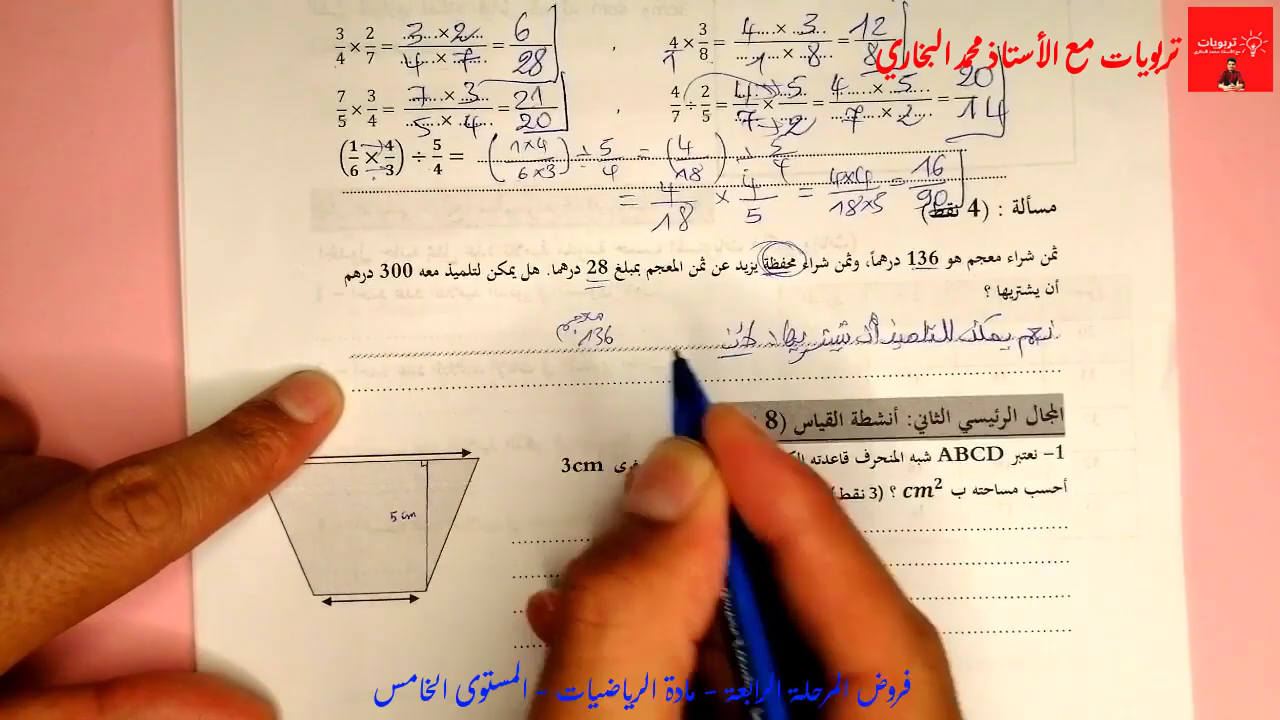 تربويات مع الأستاذ محمد البخاري
تربويات
3/4 × 2/7 = 3 × 2 / 4 × 7 = 6/28 , 4/1 × 3/8 = 4 × 3 / 1 × 8 = 12/8
7/5 × 3/4 = 7 × 3 / 5 × 4 = 21/20 , 4/7 ÷ 2/5 = 4/7 × 5/2 = 4 × 5 / 7 × 2 = 20/14
(1/6 × 4/3) ÷ 5/4 = (1×4 / 6×3) ÷ 5/4 = (4/18) ÷ 5/4
= 4/18 × 4/5 = 4×4 / 18×5 = 16/90
مسألة : (4 نقط)
ثمن شراء معجم هو 136 درهماً، وثمن شراء محفظة يزيد عن ثمن المعجم بمبلغ 28 درهما. هل يمكن لتلميذ معه 300 درهم
أن يشتريها ؟
نعم يمكن للتلميذ أن يشتريها، لأن
معجم
136
المجال الرئيسي الثاني: أنشطة القياس (8
1- نعتبر ABCD شبه المنحرف قاعدته 3cm
أحسب مساحته ب cm² ؟ (3 نقط)
5 cm
فروض المرحلة الرابعة - مادة الرياضيات - المستوى الخامس